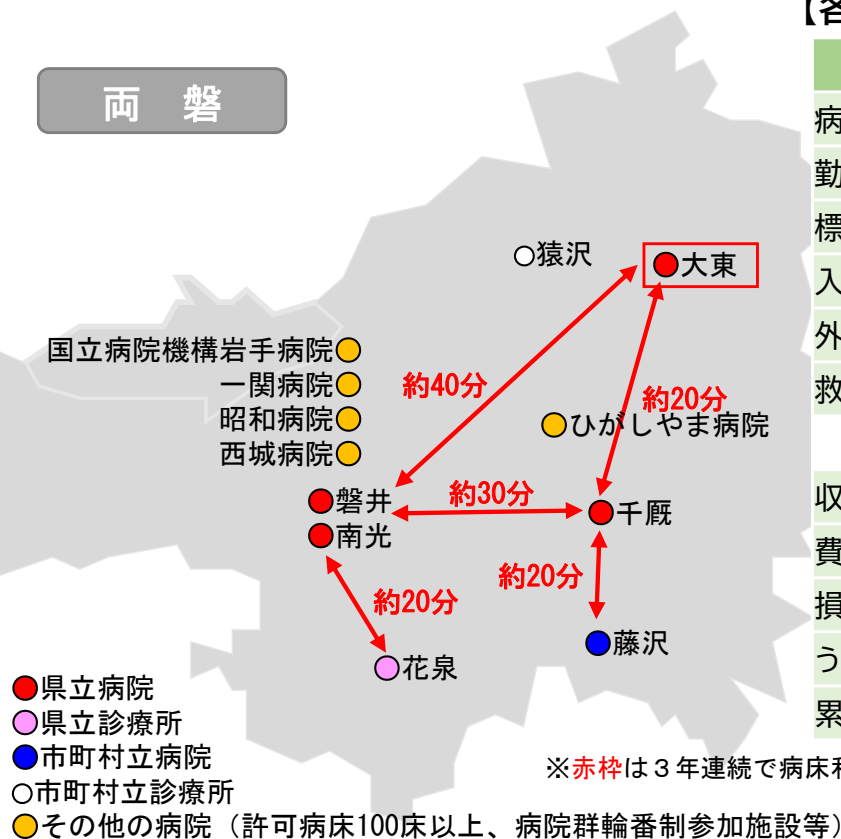 【各
両 磐
病
勤
標
入
外
救
収
費
損
う
累
猿沢
大東
国立病院機構岩手病院
一関病院
昭和病院
西城病院
約40分
約20分
ひがしやま病院
磐井
南光
約30分
千厩
約20分
約20分
藤沢
花泉
県立病院
県立診療所
市町村立病院
市町村立診療所
その他の病院（許可病床100床以上、病院群輪番制参加施設等）
※赤枠は３年連続で病床利